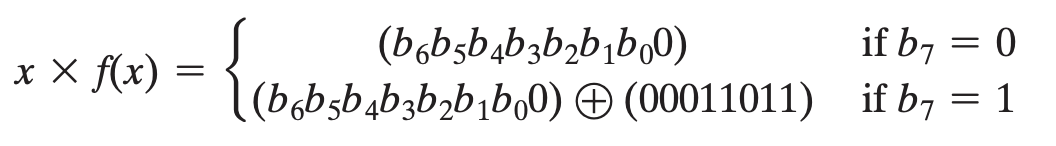 (b₆b₅b₄b₃b₂b₁b₀0) if b₇ = 0
x × f(x) = {
(b₆b₅b₄b₃b₂b₁b₀0) ⊕ (00011011) if b₇ = 1